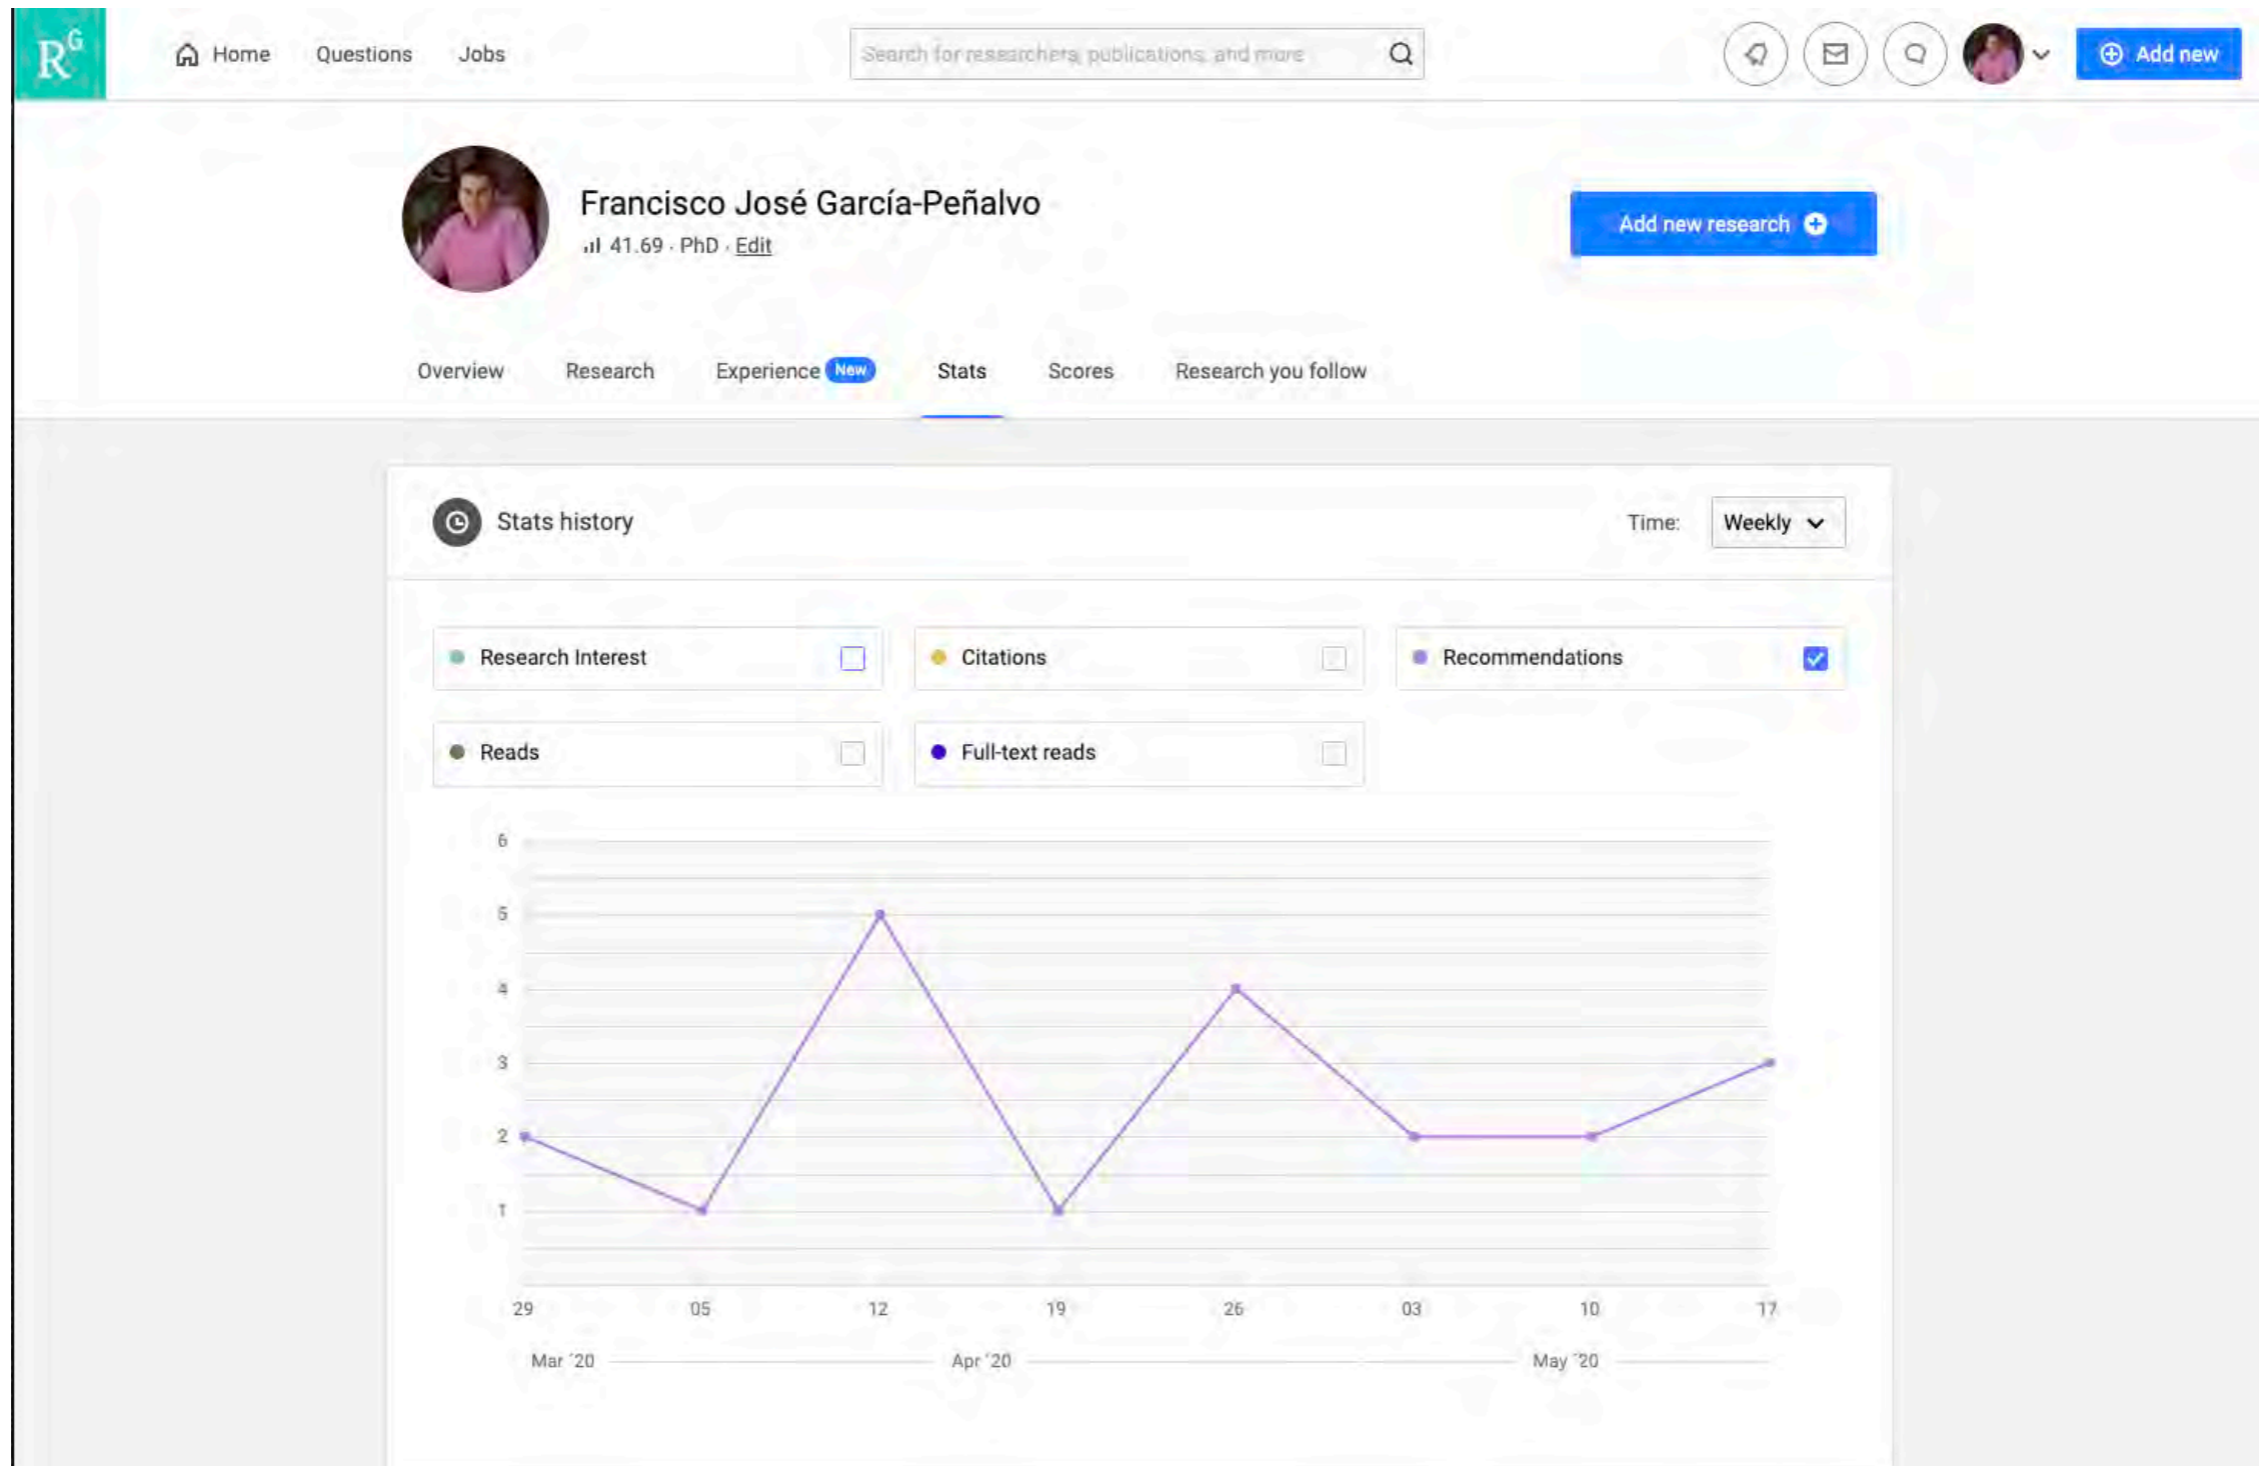 RG Home Questions Jobs Search for researchers, publications, and more Add new
Francisco José García-Peñalvo
41.69 · PhD · Edit
Add new research
Overview Research Experience New Stats Scores Research you follow
Stats history Time: Weekly
Research Interest Citations Recommendations
Reads Full-text reads
6
5
4
3
2
1
29 05 12 19 26 03 10 17
Mar ´20 Apr ´20 May ´20